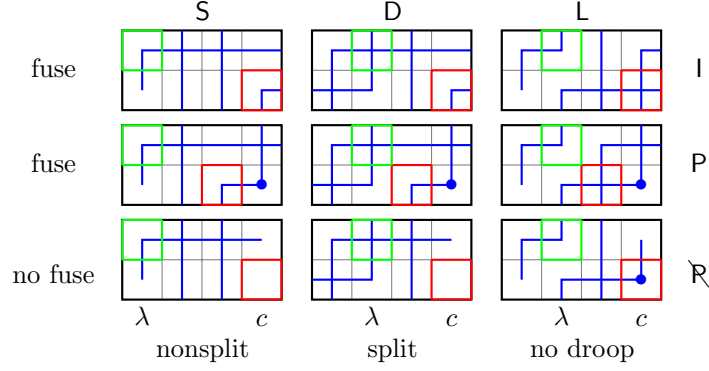 S D L
fuse I
fuse P
no fuse P
λ c λ c λ c
nonsplit split no droop